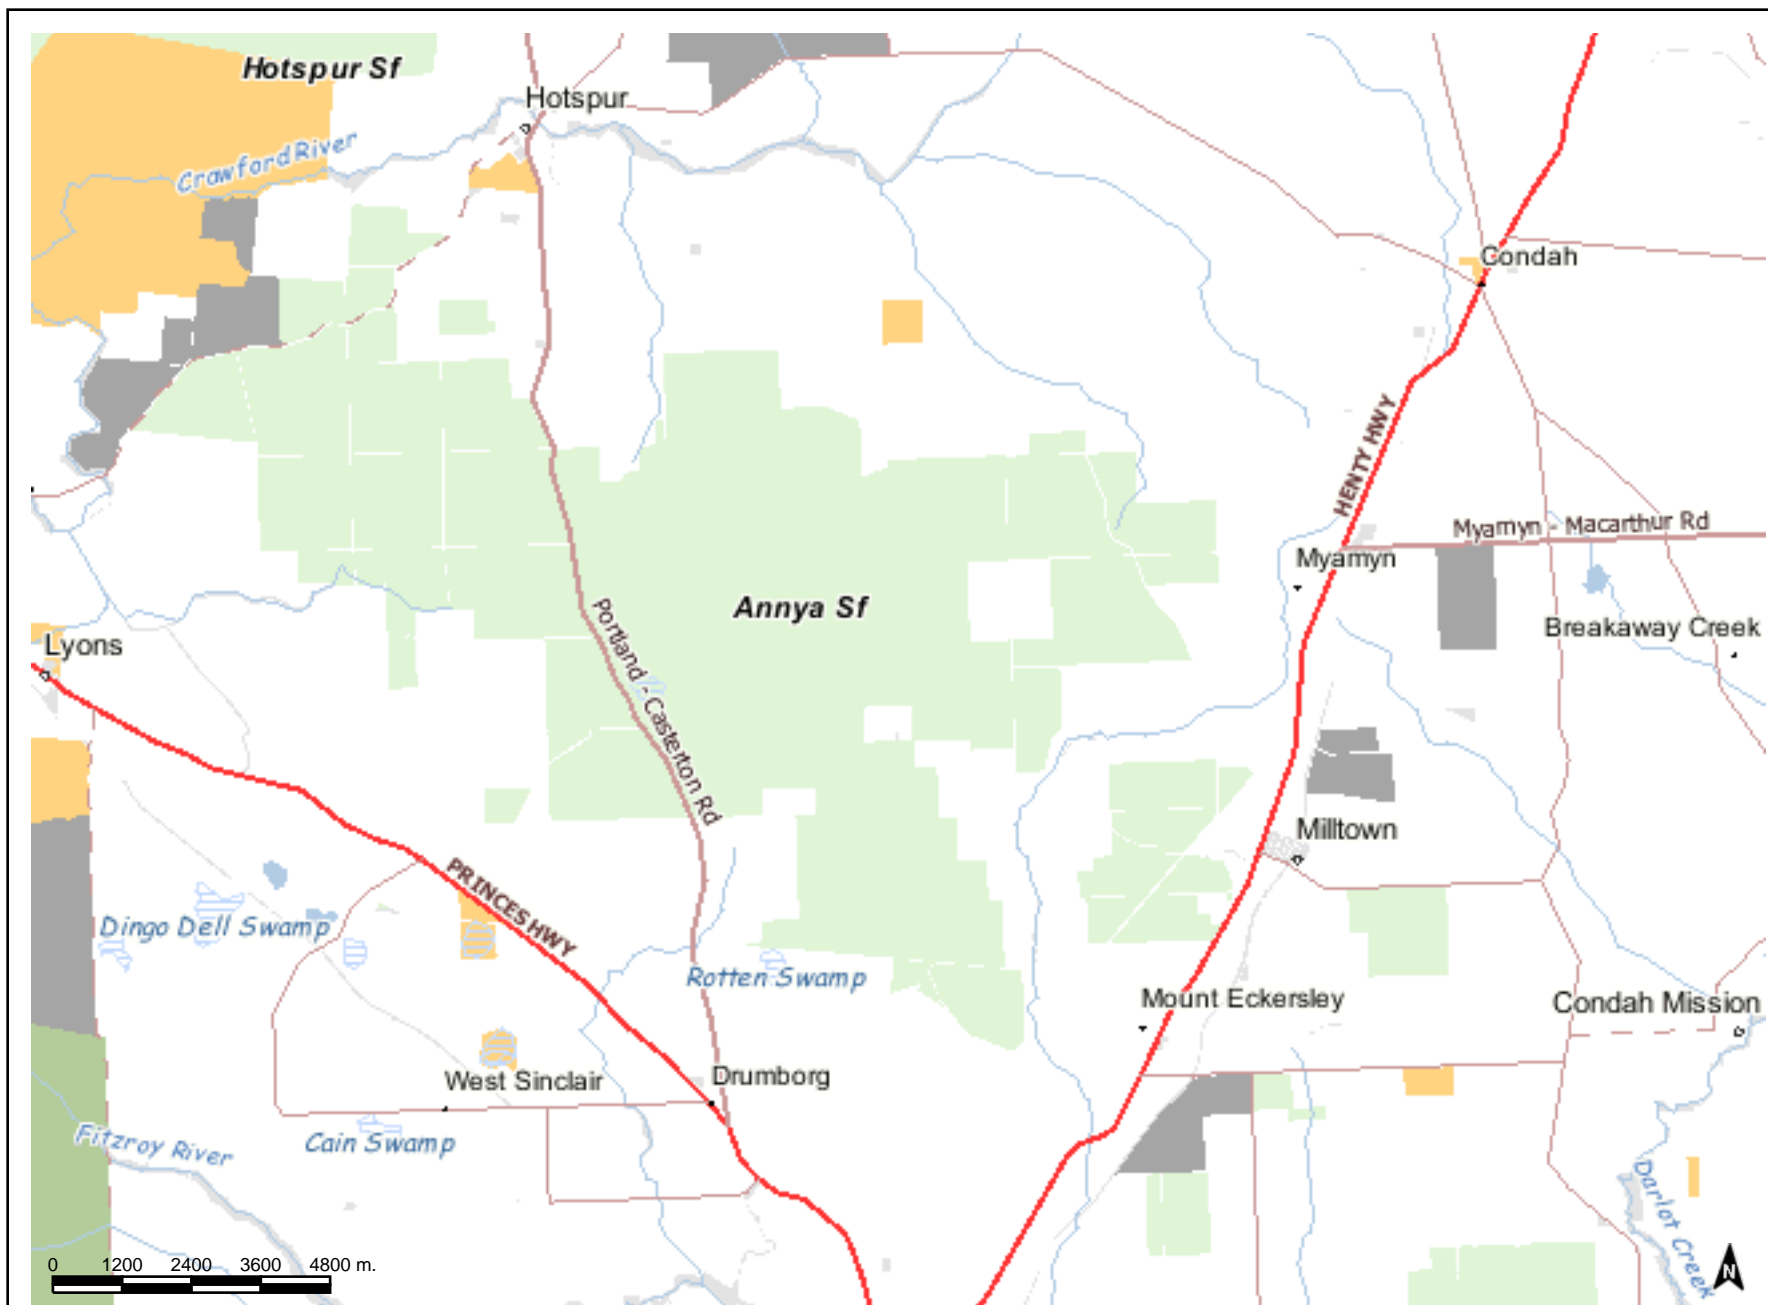 Hotspur Sf
Hotspur
Crawford River
Condah
HENTY HWY
Myamyn - Macarthur Rd
Myamyn
Annya Sf
Portland - Casterton Rd
Breakaway Creek
Lyons
Milltown
PRINCES HWY
Dingo Dell Swamp
Rotten Swamp
Mount Eckersley
Condah Mission
West Sinclair
Drumborg
Fitzroy River
Cain Swamp
Darlot Creek
0 1200 2400 3600 4800 m.
N